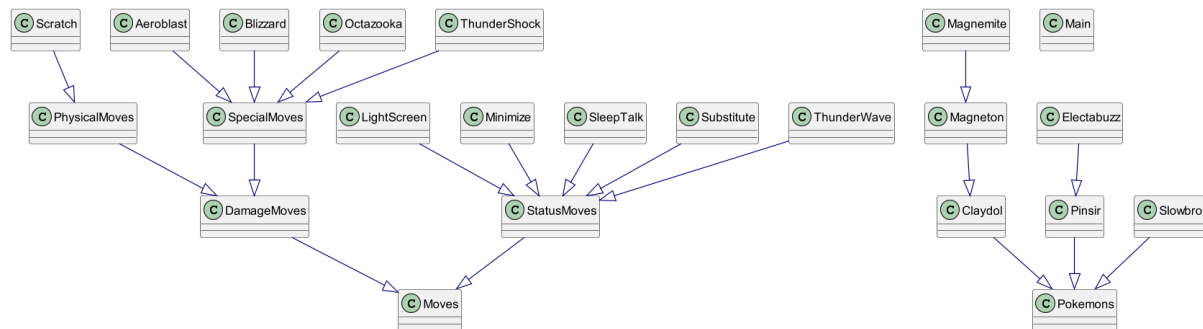 C Scratch
C Aeroblast
C Blizzard
C Octazooka
C ThunderShock
C Magnemite
C Main
C PhysicalMoves
C SpecialMoves
C LightScreen
C Minimize
C SleepTalk
C Substitute
C ThunderWave
C Magneton
C Electabuzz
C DamageMoves
C StatusMoves
C Claydol
C Pinsir
C Slowbro
C Moves
C Pokemons